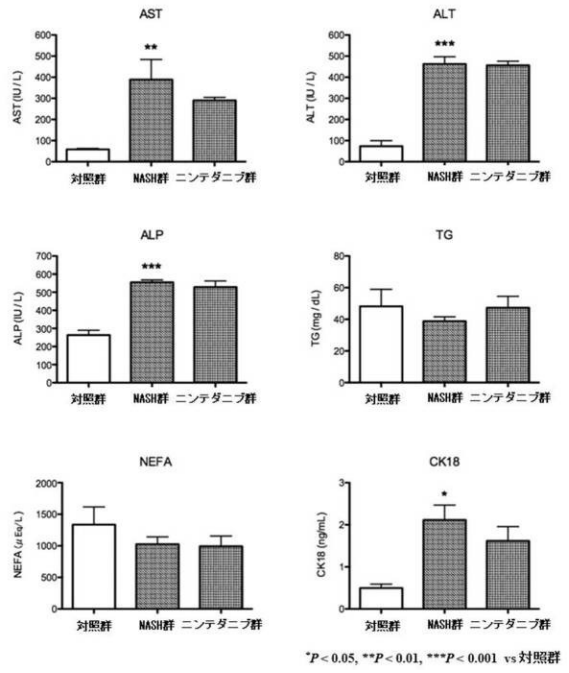 AST
600
500
400
300
200
100
0
AST (IU / L)
**
対照群 NASH群 ニンテダニブ群
ALT
600
500
400
300
200
100
0
ALT (IU / L)
***
対照群 NASH群 ニンテダニブ群
ALP
700
600
500
400
300
200
100
0
ALP (IU / L)
***
対照群 NASH群 ニンテダニブ群
TG
80
60
40
20
0
TG (mg / dL)
対照群 NASH群 ニンテダニブ群
NEFA
2000
1500
1000
500
0
NEFA (μEq/L)
対照群 NASH群 ニンテダニブ群
CK18
3
2
1
0
CK18 (ng/mL)
*
対照群 NASH群 ニンテダニブ群
*P < 0.05, **P < 0.01, ***P < 0.001 vs 対照群